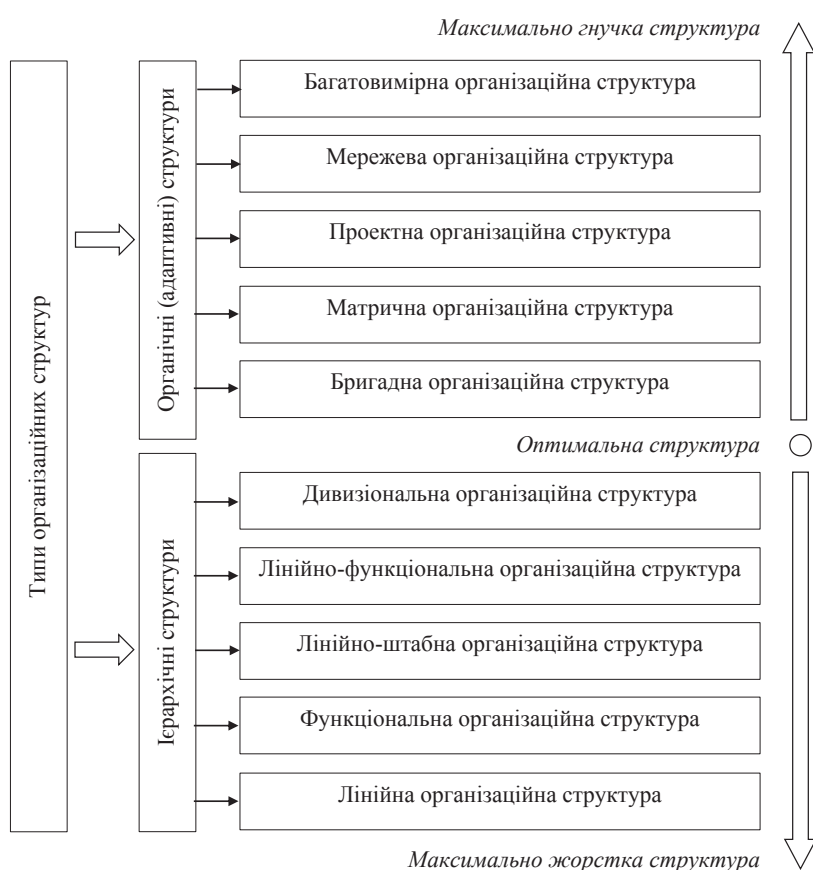 Максимально гнучка структура
Типи організаційних структур
Органічні (адаптивні) структури
Багатовимірна організаційна структура
Мережева організаційна структура
Проектна організаційна структура
Матрична організаційна структура
Бригадна організаційна структура
Оптимальна структура
Ієрархічні структури
Дивизіональна організаційна структура
Лінійно-функціональна організаційна структура
Лінійно-штабна організаційна структура
Функціональна організаційна структура
Лінійна організаційна структура
Максимально жорстка структура